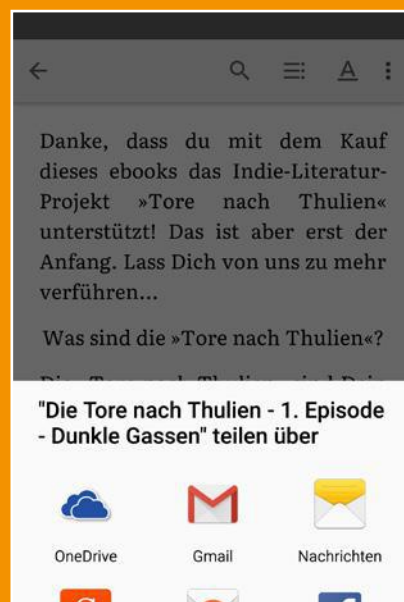 Danke, dass du mit dem Kauf
dieses ebooks das Indie-Literatur-
Projekt »Tore nach Thulien«
unterstützt! Das ist aber erst der
Anfang. Lass Dich von uns zu mehr
verführen...
Was sind die »Tore nach Thulien«?
"Die Tore nach Thulien - 1. Episode
- Dunkle Gassen" teilen über
OneDrive Gmail Nachrichten